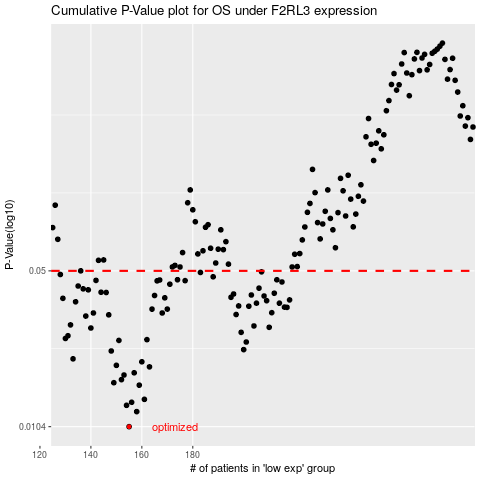 Cumulative P-Value plot for OS under F2RL3 expression
P-Value(log10)
0.05
0.0104
optimized
120 140 160 180
# of patients in 'low exp' group